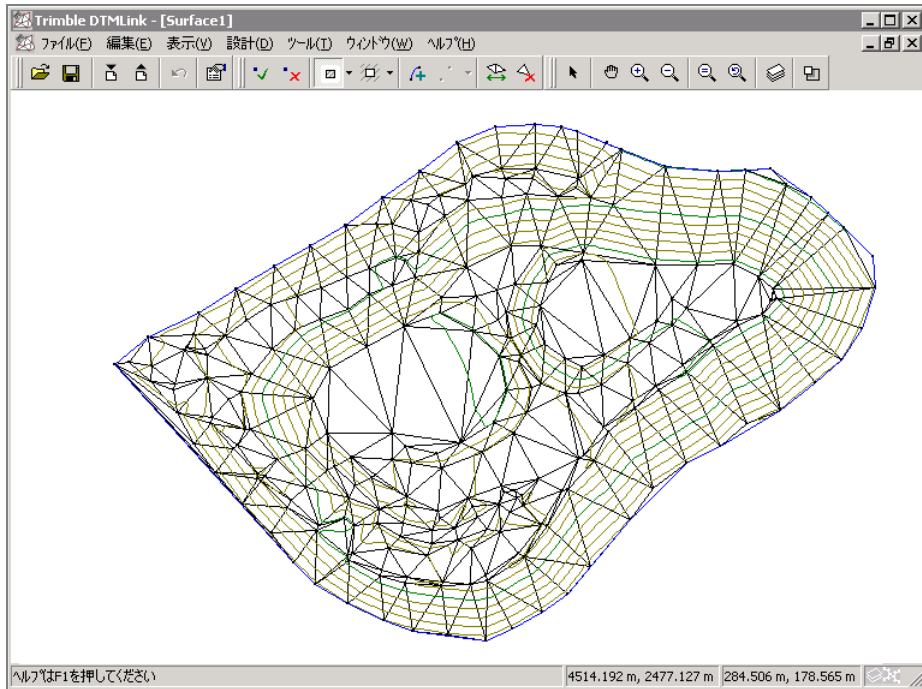 Trimble DTMLink - [Surface1]
ファイル(F) 編集(E) 表示(V) 設計(D) ツール(T) ウィンドウ(W) ヘルプ(H)
ヘルプはF1を押してください 4514.192 m, 2477.127 m 284.506 m, 178.565 m